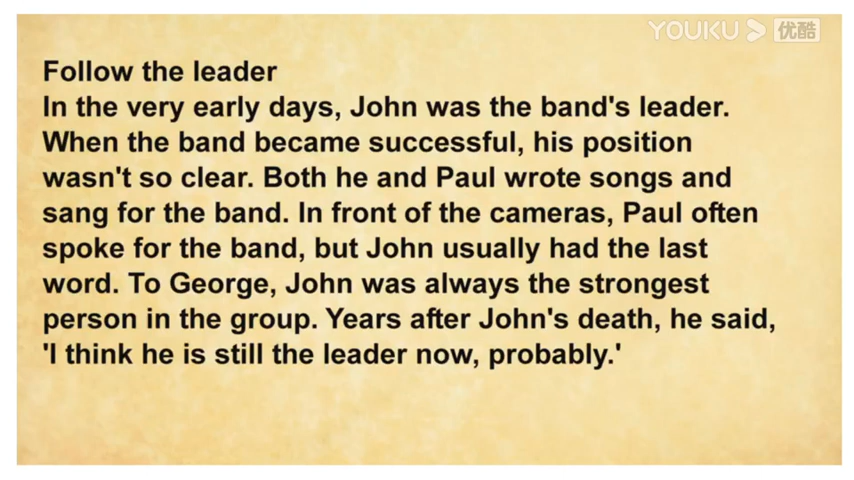 YOUKU 优酷
Follow the leader
In the very early days, John was the band's leader.
When the band became successful, his position
wasn't so clear. Both he and Paul wrote songs and
sang for the band. In front of the cameras, Paul often
spoke for the band, but John usually had the last
word. To George, John was always the strongest
person in the group. Years after John's death, he said,
'I think he is still the leader now, probably.'